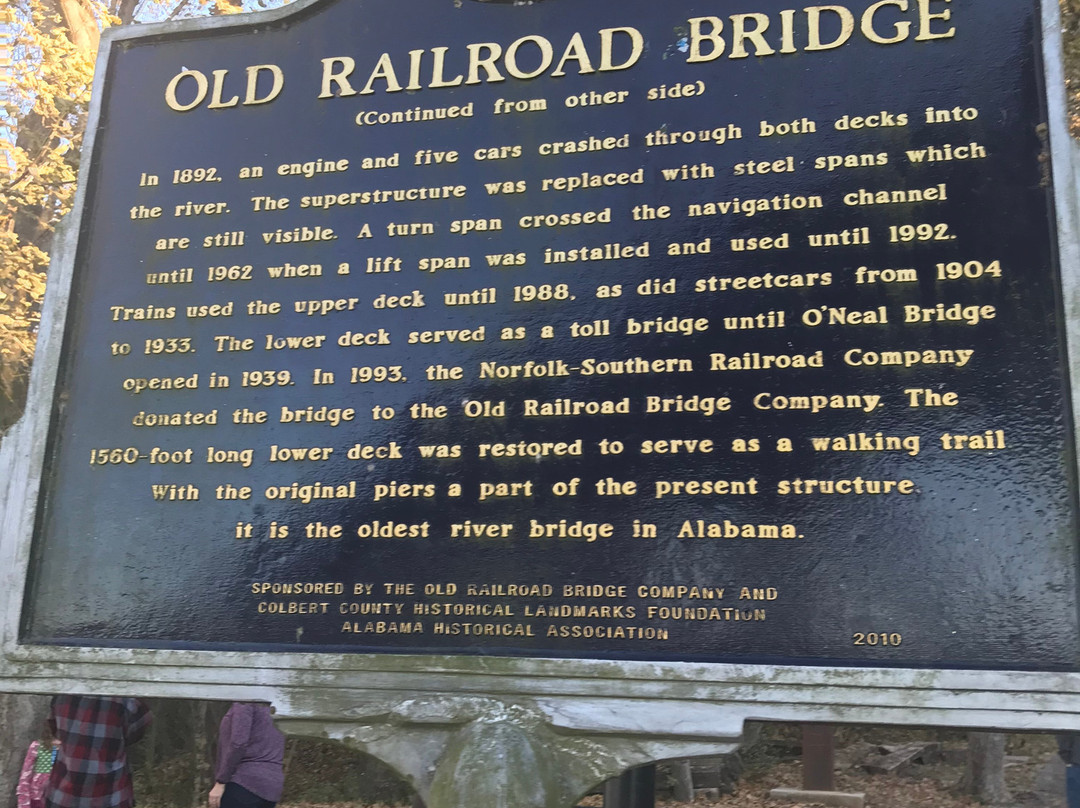 OLD RAILROAD BRIDGE
(Continued from other side)
In 1892, an engine and five cars crashed through both decks into
the river. The superstructure was replaced with steel spans which
are still visible. A turn span crossed the navigation channel
until 1962 when a lift span was installed and used until 1992.
Trains used the upper deck until 1988, as did streetcars from 1904
to 1933. The lower deck served as a toll bridge until O'Neal Bridge
opened in 1939. In 1993, the Norfolk-Southern Railroad Company
donated the bridge to the Old Railroad Bridge Company. The
1560-foot long lower deck was restored to serve as a walking trail.
With the original piers a part of the present structure,
it is the oldest river bridge in Alabama.
SPONSORED BY THE OLD RAILROAD BRIDGE COMPANY AND
COLBERT COUNTY HISTORICAL LANDMARKS FOUNDATION
ALABAMA HISTORICAL ASSOCIATION
2010